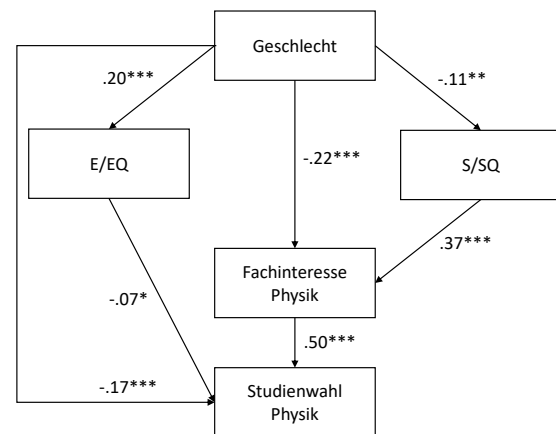 Geschlecht
.20***
-.11**
E/EQ
-.22***
S/SQ
.37***
Fachinteresse
Physik
-.07*
.50***
-.17***
Studienwahl
Physik